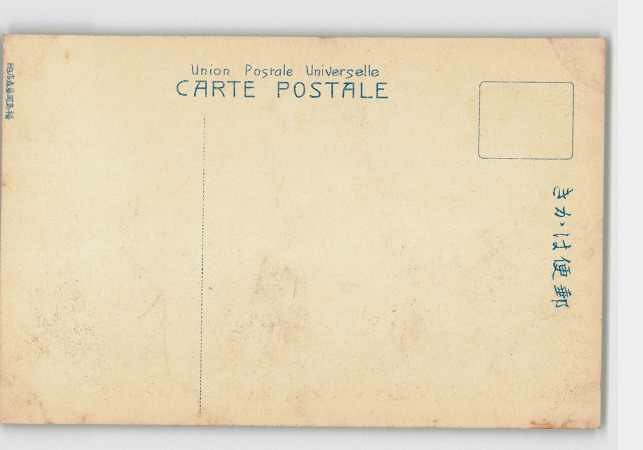 Union Postale Universelle
CARTE POSTALE
きかは便郵